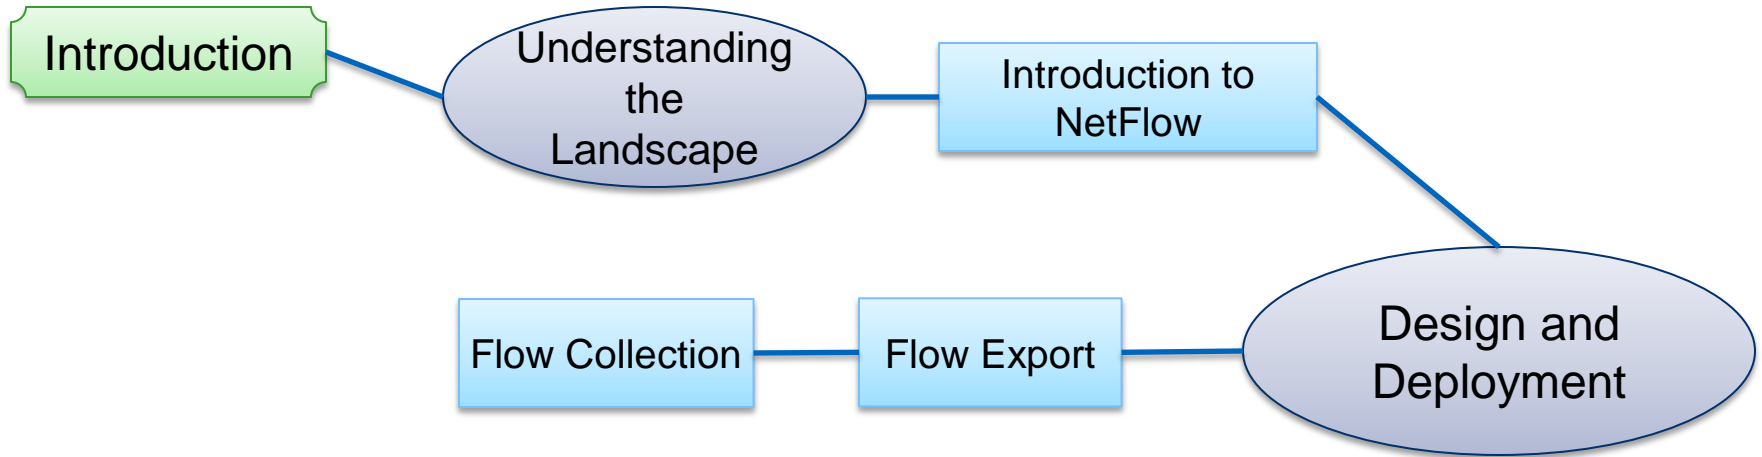 Introduction
Understanding
the
Landscape
Introduction to
NetFlow
Design and
Deployment
Flow Export
Flow Collection